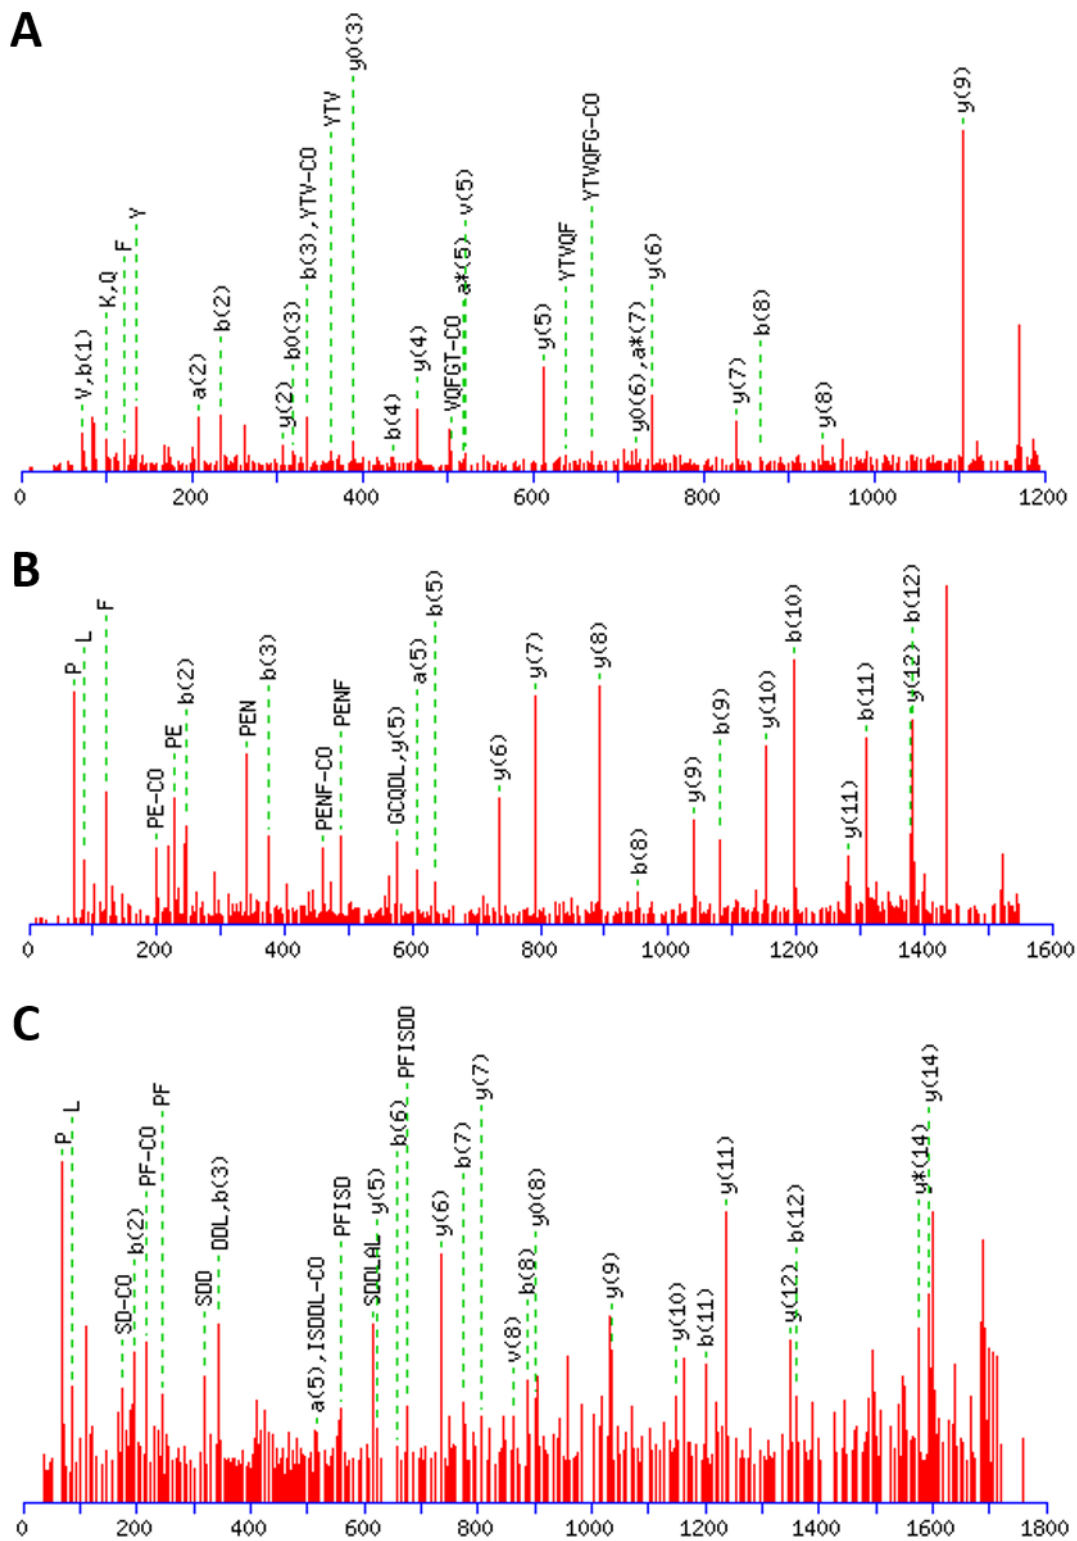 A
V,b(1)
K,Q
F
Y
a(2)
b(2)
y(2)
b0(3)
b(3),YTV-CO
YTV
y0(3)
b(4)
y(4)
VQFGT-CO
a*(5)
v(5)
y(5)
YTVQF
YTVQFG-CO
y0(6),a*(7)
y(6)
y(7)
b(8)
y(8)
y(9)
0 200 400 600 800 1000 1200
B
P
L
F
PE-CO
PE
b(2)
PEN
b(3)
PENF-CO
PENF
GCQDL,y(5)
a(5)
b(5)
y(6)
y(7)
y(8)
b(8)
y(9)
b(9)
y(10)
b(10)
y(11)
b(11)
y(12)
b(12)
0 200 400 600 800 1000 1200 1400 1600
C
P
L
SD-CO
b(2)
PF-CO
PF
SDD
DDL,b(3)
a(5),ISDDL-CO
PFISD
SDDLAL
y(5)
b(6)
PFISDD
y(6)
b(7)
y(7)
v(8)
b(8)
y0(8)
y(9)
y(10)
b(11)
y(11)
y(12)
b(12)
y*(14)
y(14)
0 200 400 600 800 1000 1200 1400 1600 1800